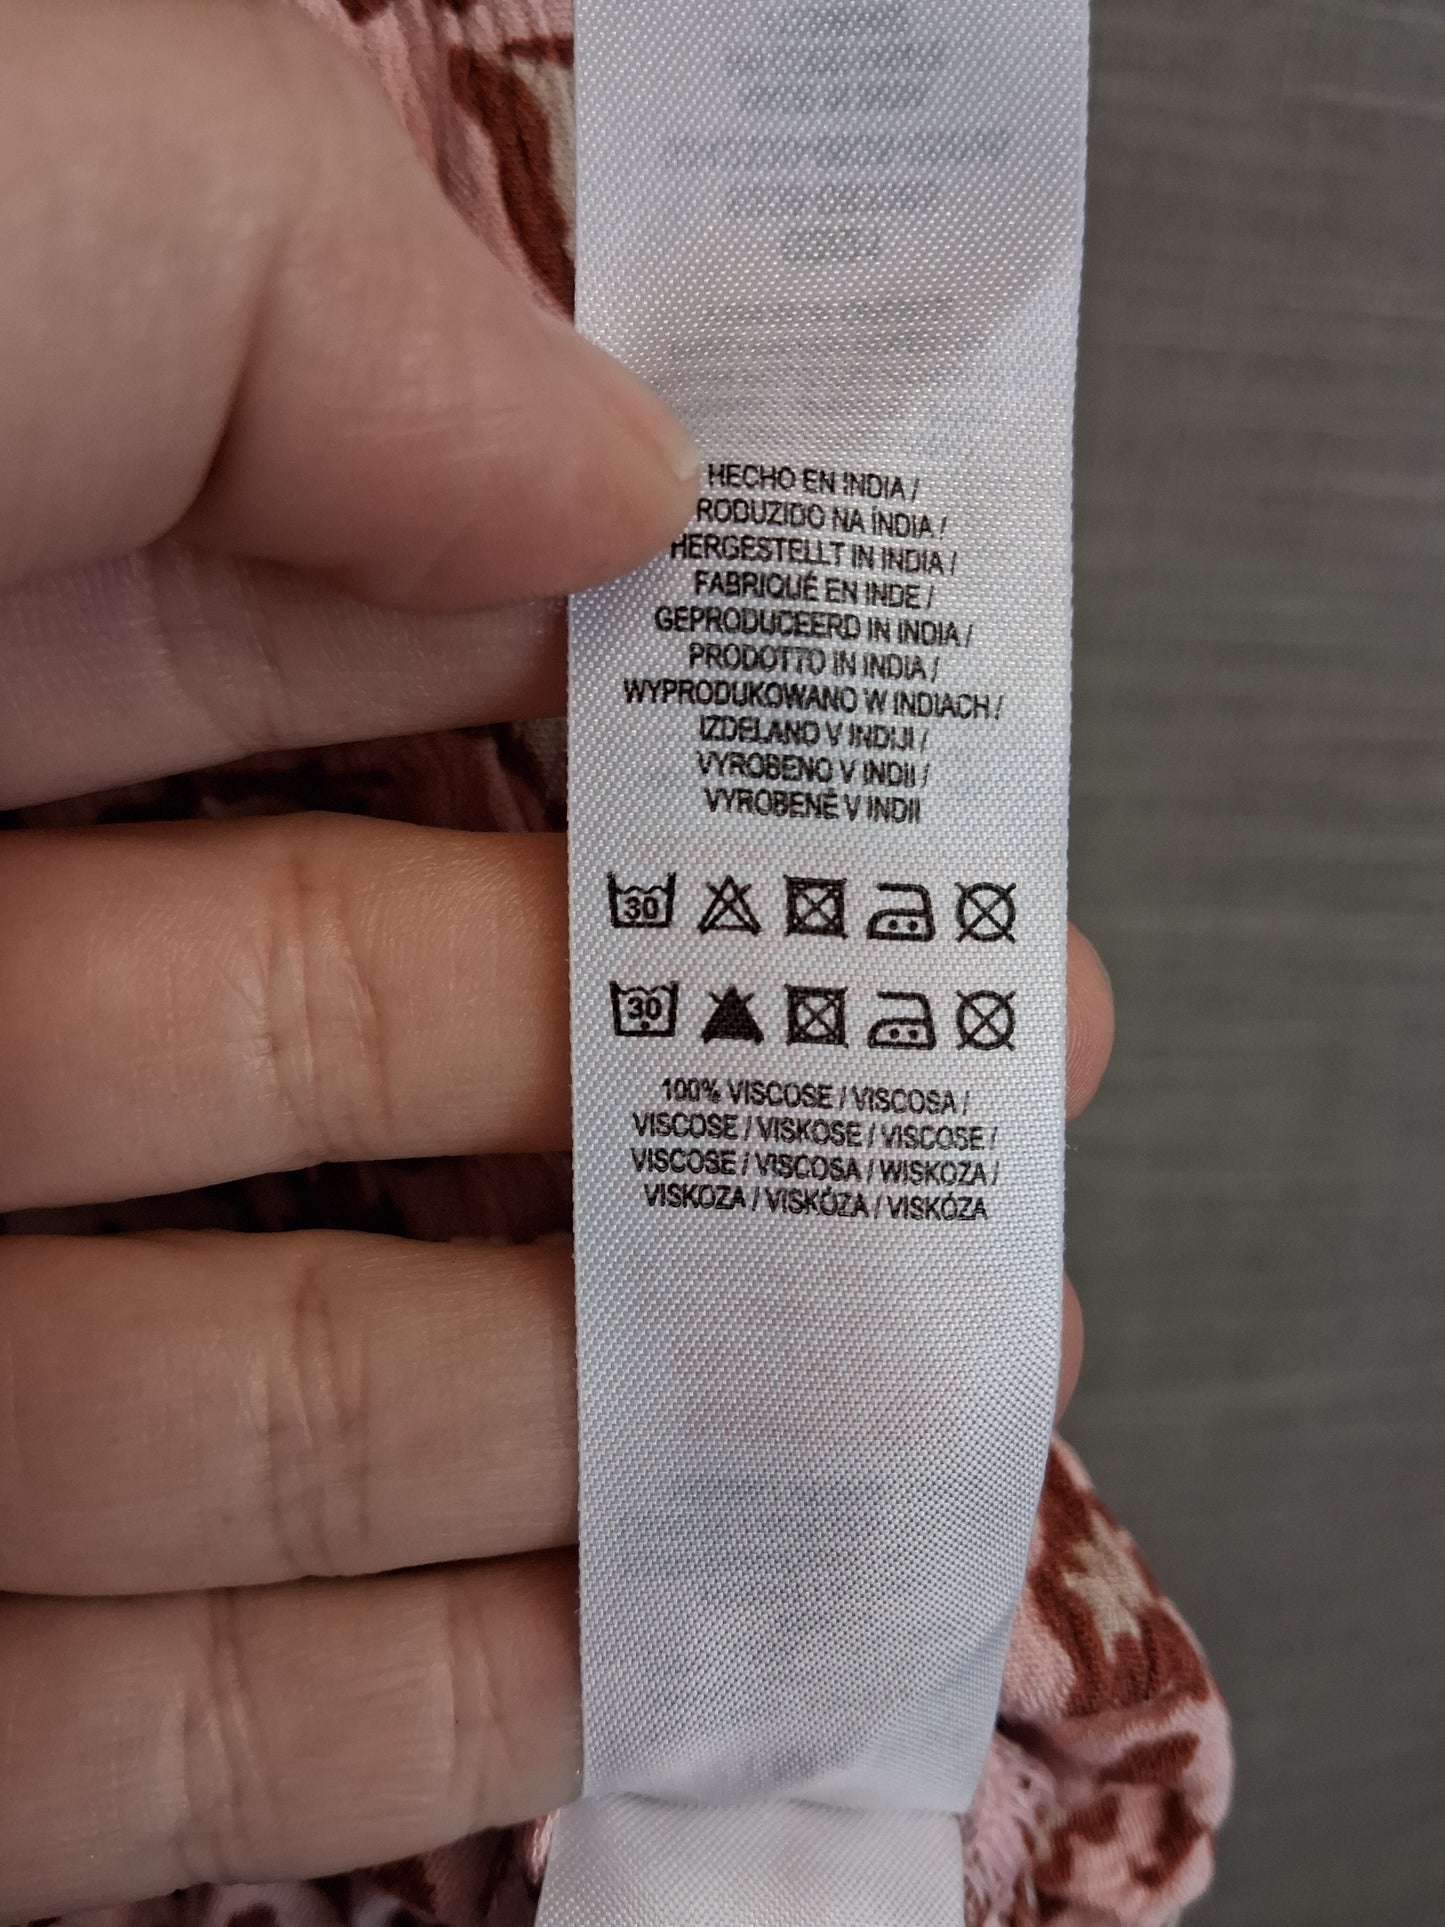 HECHO EN INDIA /
RODUZIDO NA ÍNDIA /
HERGESTELLT IN INDIA /
FABRIQUÉ EN INDE /
GEPRODUCEERD IN INDIA /
PRODOTTO IN INDIA /
WYPRODUKOWANO W INDIACH /
IZDELANO V INDIJI /
VYROBENO V INDII /
VYROBENÉ V INDII
30
30
100% VISCOSE / VISCOSA /
VISCOSE / VISKOSE / VISCOSE /
VISCOSE / VISCOSA / WISKOZA /
VISKOZA / VISKÓZA / VISKÓZA